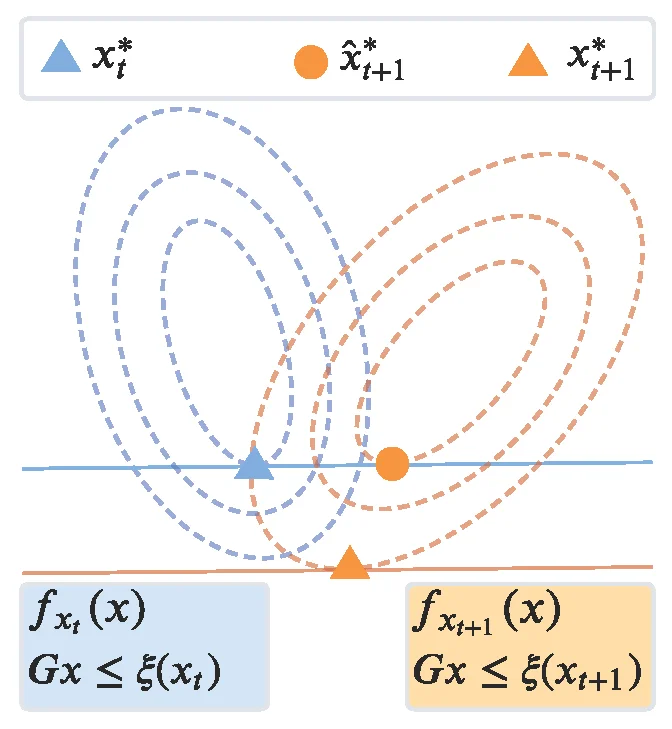 x*_t x̂*_{t+1} x*_{t+1}
f_{x_t}(x)
Gx ≤ ξ(x_t)
f_{x_{t+1}}(x)
Gx ≤ ξ(x_{t+1})